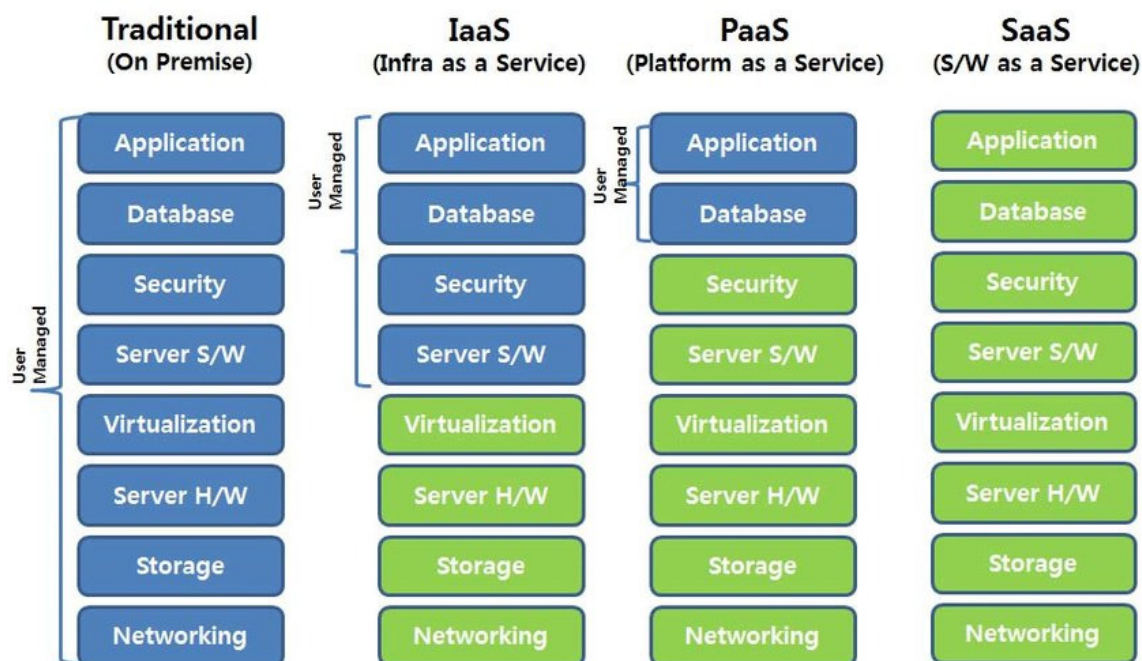 Traditional
(On Premise)
IaaS
(Infra as a Service)
PaaS
(Platform as a Service)
SaaS
(S/W as a Service)
User
Managed
Application
Database
Security
Server S/W
Virtualization
Server H/W
Storage
Networking
User
Managed
Application
Database
Security
Server S/W
Virtualization
Server H/W
Storage
Networking
User
Managed
Application
Database
Security
Server S/W
Virtualization
Server H/W
Storage
Networking
Application
Database
Security
Server S/W
Virtualization
Server H/W
Storage
Networking